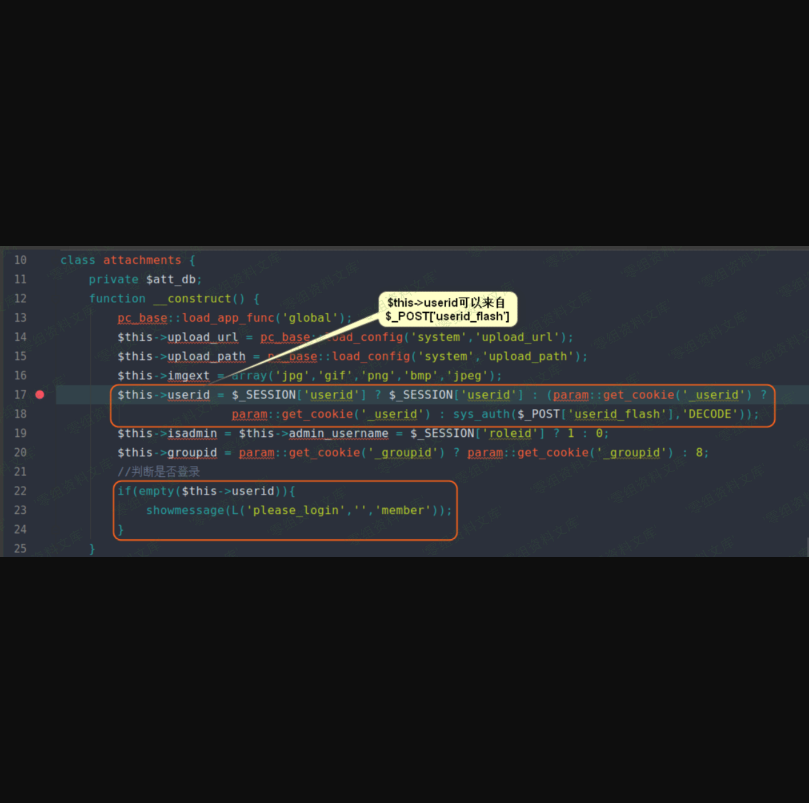 10 class attachments {
11 private $att_db;
12 function __construct() {
$this->userid可以来自
$_POST['userid_flash']
13 pc_base::load_app_func('global');
14 $this->upload_url = pc_base::load_config('system','upload_url');
15 $this->upload_path = pc_base::load_config('system','upload_path');
16 $this->imgext = array('jpg','gif','png','bmp','jpeg');
17 $this->userid = $_SESSION['userid'] ? $_SESSION['userid'] : (param::get_cookie('_userid') ?
18 param::get_cookie('_userid') : sys_auth($_POST['userid_flash'],'DECODE'));
19 $this->isadmin = $this->admin_username = $_SESSION['roleid'] ? 1 : 0;
20 $this->groupid = param::get_cookie('_groupid') ? param::get_cookie('_groupid') : 8;
21 //判断是否登录
22 if(empty($this->userid)){
23 showmessage(L('please_login','','member'));
24 }
25 }